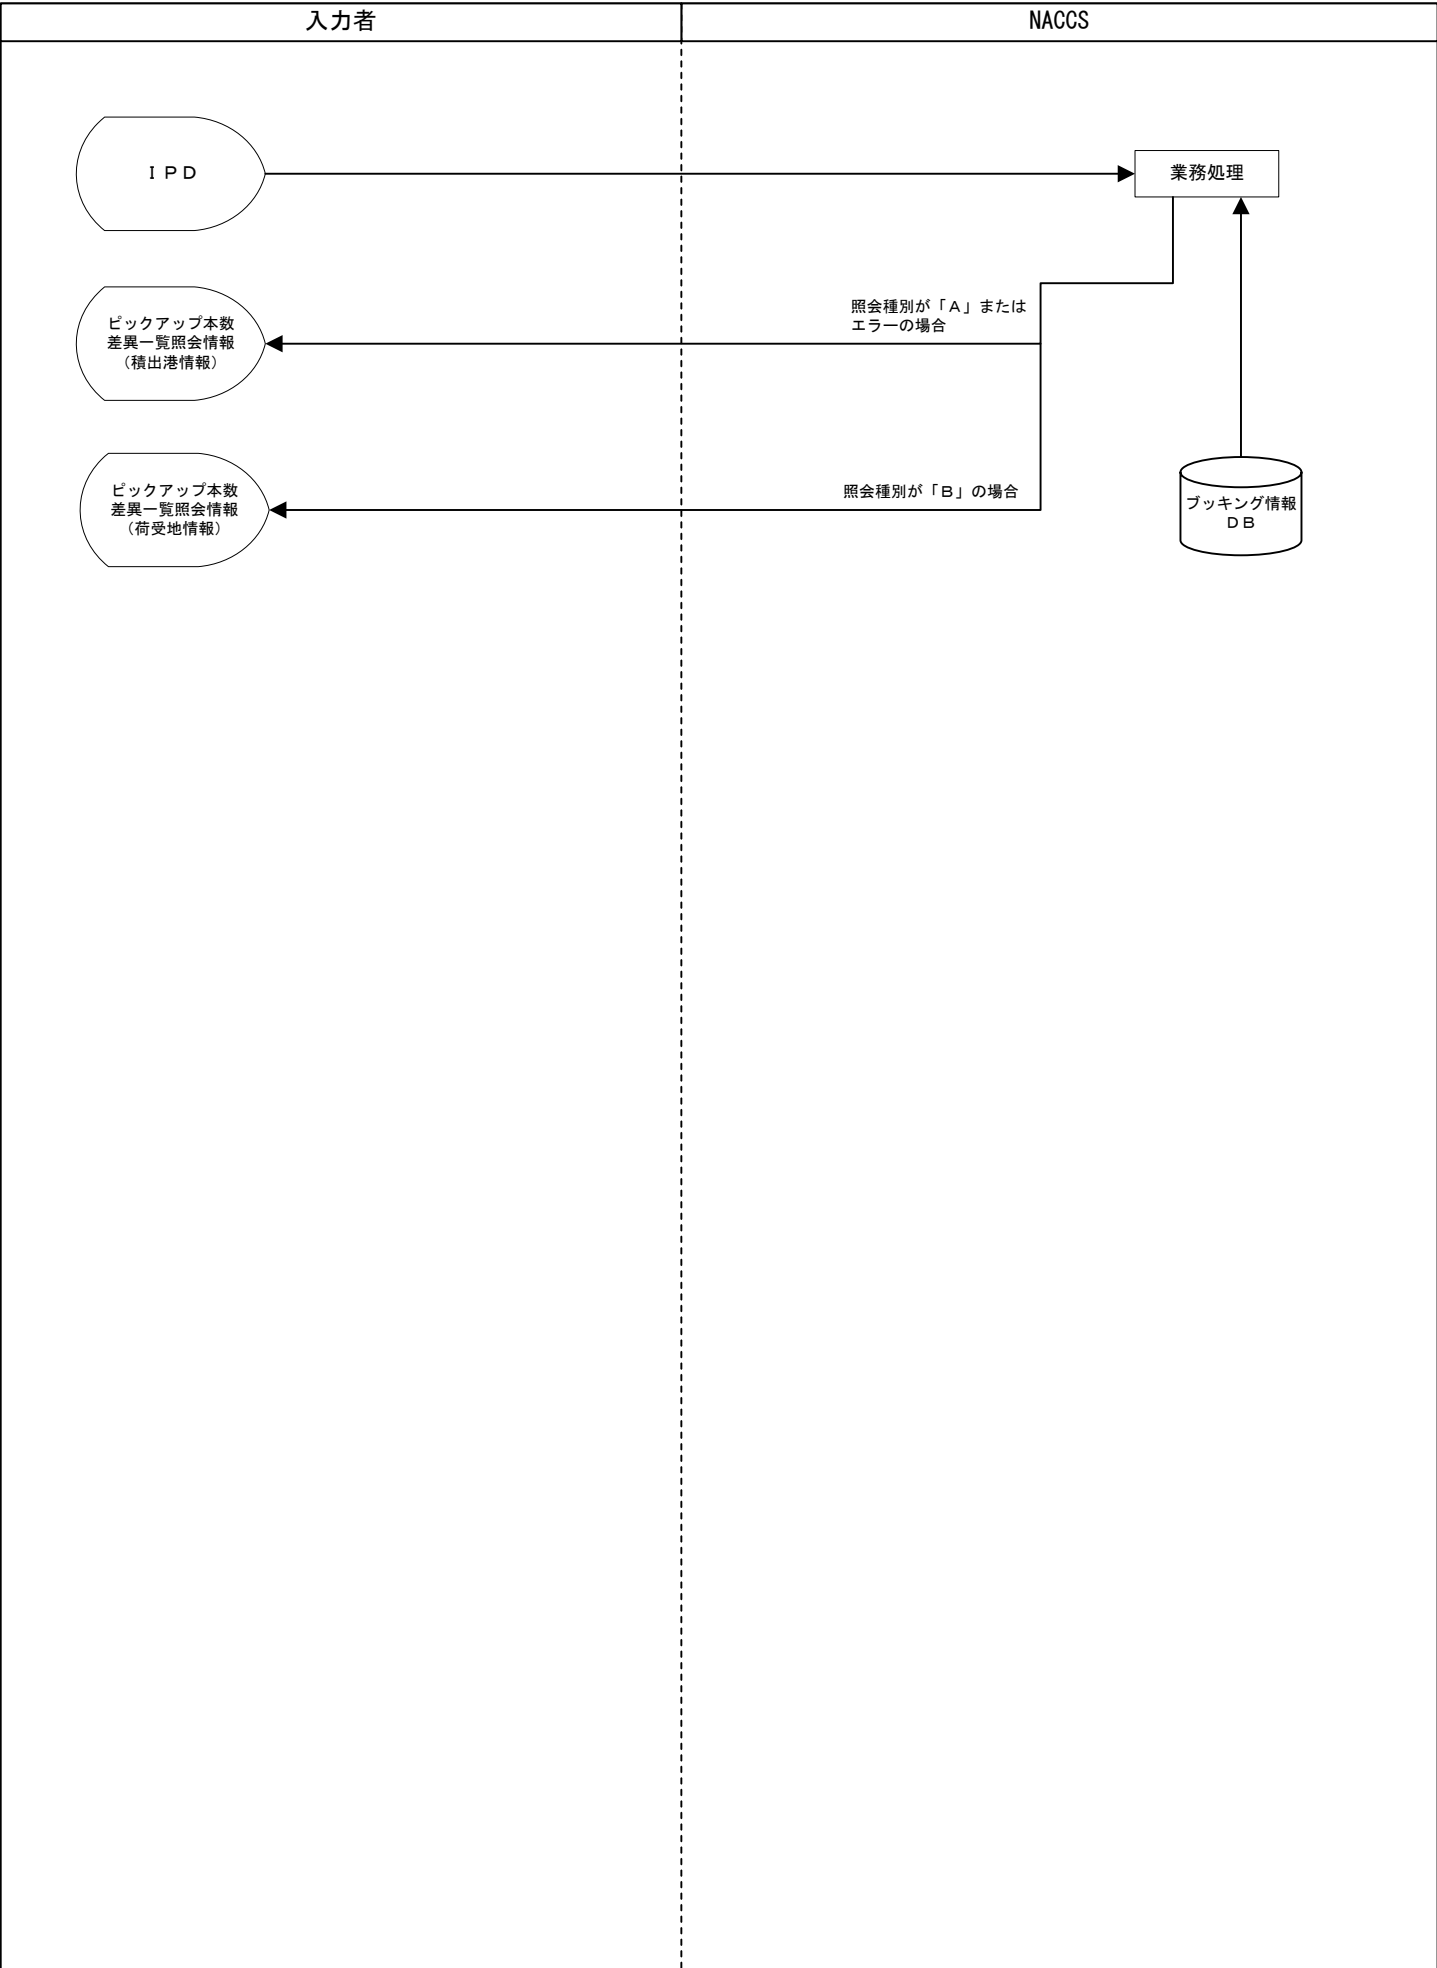 入力者
NACCS
ＩＰＤ
業務処理
照会種別が「Ａ」または
エラーの場合
ピックアップ本数
差異一覧照会情報
（積出港情報）
ピックアップ本数
差異一覧照会情報
（荷受地情報）
照会種別が「Ｂ」の場合
ブッキング情報
ＤＢ